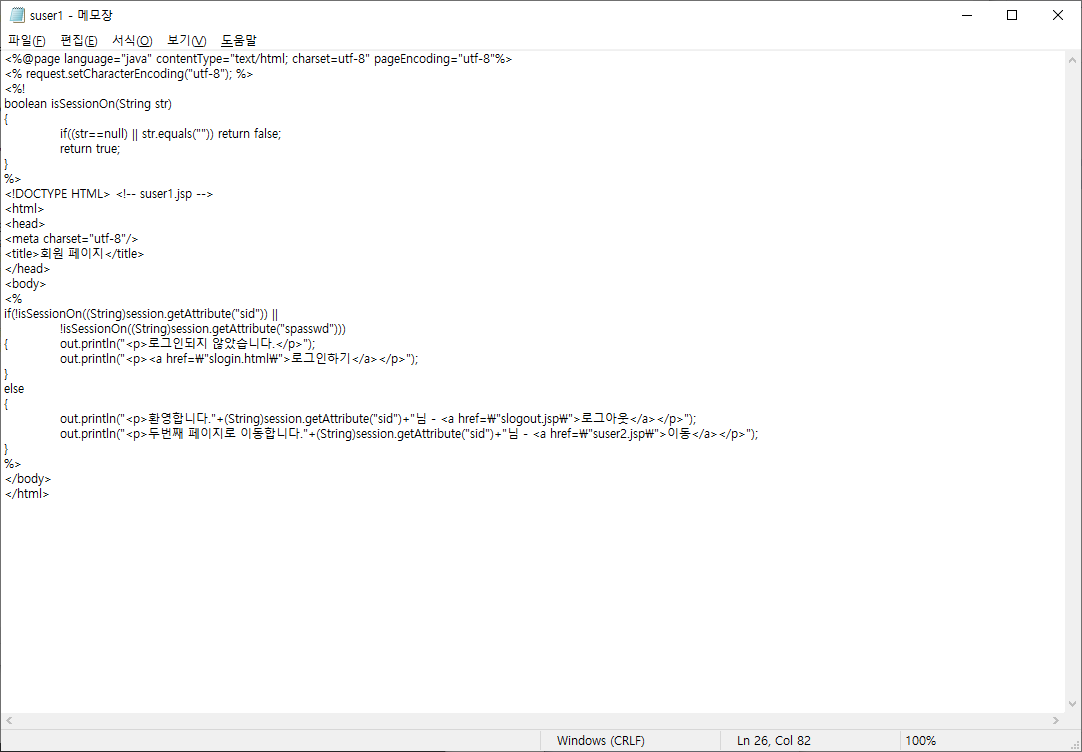 suser1 - 메모장
파일(F) 편집(E) 서식(O) 보기(V) 도움말
<%@page language="java" contentType="text/html; charset=utf-8" pageEncoding="utf-8"%>
<% request.setCharacterEncoding("utf-8"); %>
<%!
boolean isSessionOn(String str)
{
if((str==null) || str.equals("")) return false;
return true;
}
%>
<!DOCTYPE HTML> <!-- suser1.jsp -->
<html>
<head>
<meta charset="utf-8"/>
<title>회원 페이지</title>
</head>
<body>
<%
if(!isSessionOn((String)session.getAttribute("sid")) ||
!isSessionOn((String)session.getAttribute("spasswd")))
{ out.println("<p>로그인되지 않았습니다.</p>");
out.println("<p><a href=₩"slogin.html₩">로그인하기</a></p>");
}
else
{
out.println("<p>환영합니다."+(String)session.getAttribute("sid")+"님 - <a href=₩"slogout.jsp₩">로그아웃</a></p>");
out.println("<p>두번째 페이지로 이동합니다."+(String)session.getAttribute("sid")+"님 - <a href=₩"suser2.jsp₩">이동</a></p>");
}
%>
</body>
</html>
Windows (CRLF) Ln 26, Col 82 100%